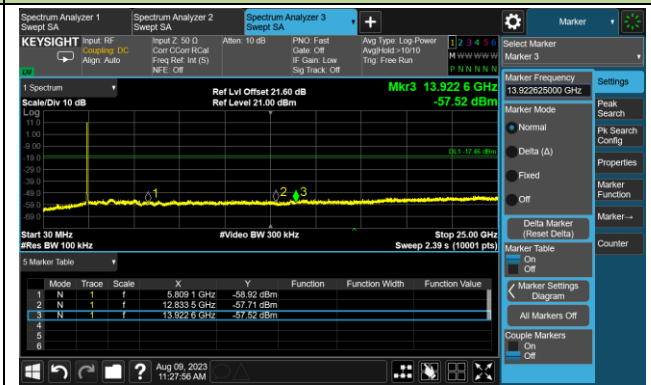 Spectrum Analyzer 1
Swept SA
Spectrum Analyzer 2
Swept SA
Spectrum Analyzer 3
Swept SA
Marker
KEYSIGHT
Input: RF
Coupling: DC
Align: Auto
Input Z: 50 Ω
Corr CCorr RCal
Freq Ref: Int (S)
NFE: Off
Atten: 10 dB
PNO: Fast
Gate: Off
IF Gain: Low
Sig Track: Off
Avg Type: Log-Power
Avg|Hold:>10/10
Trig: Free Run
1 2 3 4 5 6
M W W W W W
P N N N N N
LXI
Select Marker
Marker 3
1 Spectrum
Scale/Div 10 dB
Ref Lvl Offset 21.60 dB
Ref Level 21.00 dBm
Mkr3 13.922 6 GHz
-57.52 dBm
Log
11.0
1.00
-9.00
-19.0
-29.0
-39.0
-49.0
-59.0
-69.0
DL1 -17.46 dBm
1
2
3
Start 30 MHz
#Res BW 100 kHz
#Video BW 300 kHz
Stop 25.00 GHz
Sweep 2.39 s (10001 pts)
5 Marker Table
Mode Trace Scale X Y Function Function Width Function Value
1 N 1 f 5.809 1 GHz -58.92 dBm
2 N 1 f 12.833 5 GHz -57.71 dBm
3 N 1 f 13.922 6 GHz -57.52 dBm
4
5
6
Marker Frequency
13.922625000 GHz
Marker Mode
Normal
Delta (Δ)
Fixed
Off
Delta Marker
(Reset Delta)
Marker Table
On
Off
Marker Settings
Diagram
All Markers Off
Couple Markers
On
Off
Settings
Peak
Search
Pk Search
Config
Properties
Marker
Function
Marker→
Counter
?
Aug 09, 2023
11:27:56 AM